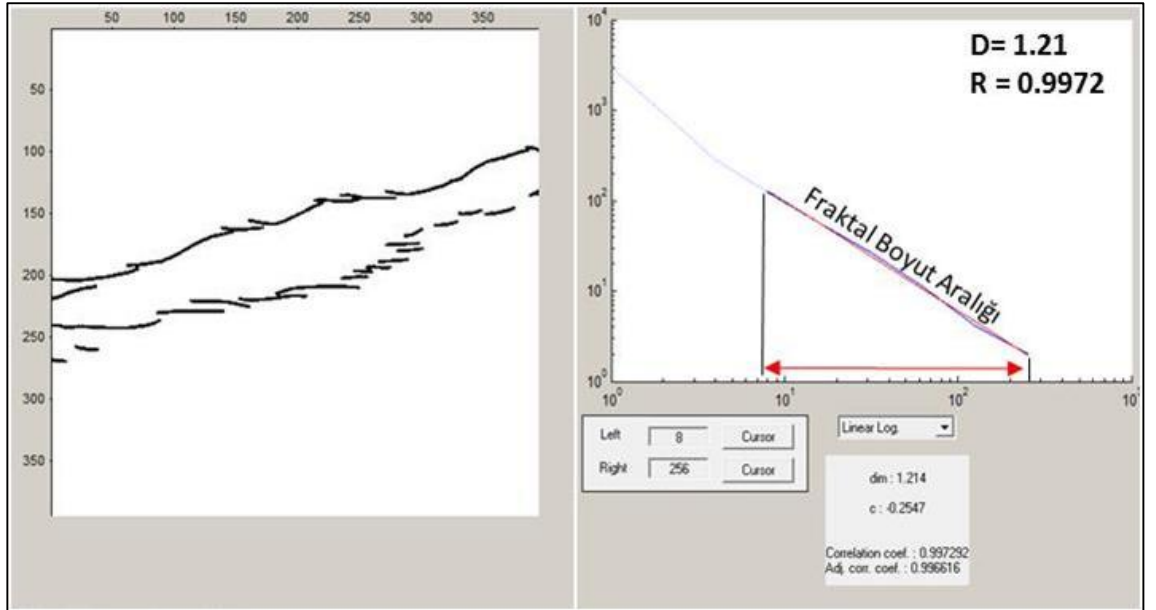 50 100 150 200 250 300 350
50
100
150
200
250
300
350
D= 1.21
R = 0.9972
10^4
10^3
10^2
10^1
10^0
10^0 10^1 10^2 10^3
Fraktal Boyut Aralığı
Left 8 Cursor
Right 256 Cursor
Linear Log.
dim : 1.214
c : -0.2547
Correlation coef. : 0.997292
Adj. corr. coef. : 0.996616